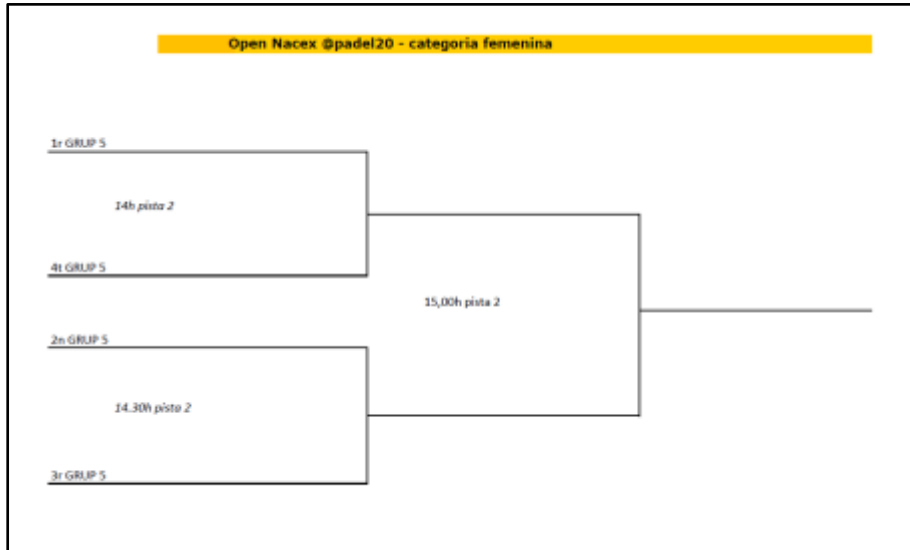 Open Nacex @padel20 - categoria femenina
1r GRUP 5
14h pista 2
4t GRUP 5
15,00h pista 2
2n GRUP 5
14.30h pista 2
3r GRUP 5